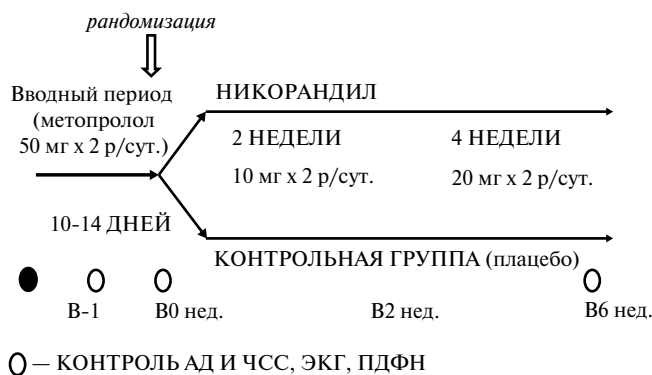 рандомизация
Вводный период
(метопролол
50 мг x 2 р/сут.)
НИКОРАНДИЛ
2 НЕДЕЛИ
4 НЕДЕЛИ
10 мг x 2 р/сут.
20 мг x 2 р/сут.
10-14 ДНЕЙ
КОНТРОЛЬНАЯ ГРУППА (плацебо)
В-1
В0 нед.
В2 нед.
В6 нед.
— КОНТРОЛЬ АД И ЧСС, ЭКГ, ПДФН